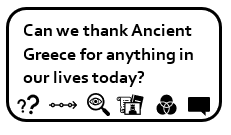 Can we thank Ancient
Greece for anything in
our lives today?
??